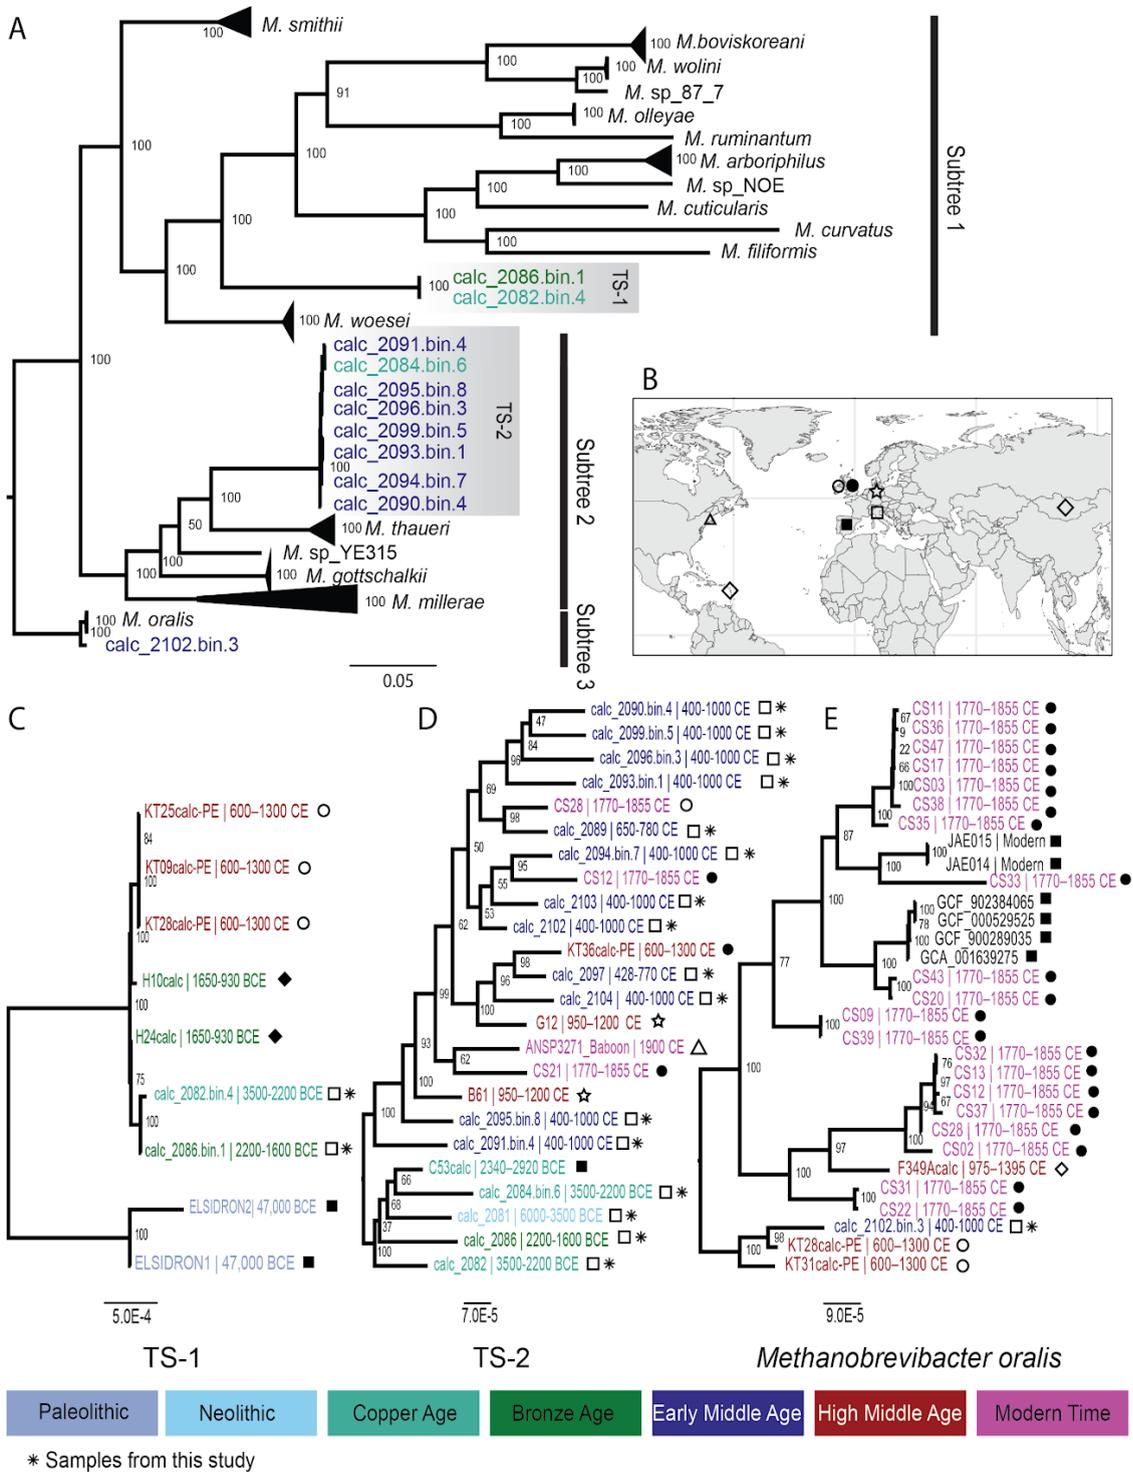 A
100
M. smithii
100 M.boviskoreani
100
100 M. wolini
100
M. sp_87_7
91
100 M. olleyae
100
M. ruminantum
100
100
100 M. arboriphilus
100
M. sp_NOE
100
M. cuticularis
100
M. curvatus
100
M. filiformis
100
100
100 calc_2086.bin.1
calc_2082.bin.4
TS-1
100 M. woesei
Subtree 1
100
calc_2091.bin.4
calc_2084.bin.6
calc_2095.bin.8
calc_2096.bin.3
calc_2099.bin.5
calc_2093.bin.1
100
calc_2094.bin.7
calc_2090.bin.4
TS-2
100
50
100 M. thaueri
M. sp_YE315
100
100
100 M. gottschalkii
100 M. millerae
Subtree 2
100 M. oralis
100
calc_2102.bin.3
Subtree 3
0.05
B
C
KT25calc-PE | 600–1300 CE
84
KT09calc-PE | 600–1300 CE
100
KT28calc-PE | 600–1300 CE
100
H10calc | 1650-930 BCE
100
H24calc | 1650-930 BCE
75
calc_2082.bin.4 | 3500-2200 BCE *
100
calc_2086.bin.1 | 2200-1600 BCE *
ELSIDRON2| 47,000 BCE
100
ELSIDRON1 | 47,000 BCE
5.0E-4
TS-1
D
calc_2090.bin.4 | 400-1000 CE *
47
calc_2099.bin.5 | 400-1000 CE *
84
calc_2096.bin.3 | 400-1000 CE *
96
calc_2093.bin.1 | 400-1000 CE *
69
CS28 | 1770–1855 CE
98
calc_2089 | 650-780 CE *
50
calc_2094.bin.7 | 400-1000 CE *
95
CS12 | 1770–1855 CE
55
calc_2103 | 400-1000 CE *
53
calc_2102 | 400-1000 CE *
62
KT36calc-PE | 600–1300 CE
98
calc_2097 | 428-770 CE *
96
calc_2104 | 400-1000 CE *
99
100
G12 | 950–1200 CE
93
ANSP3271_Baboon | 1900 CE
62
CS21 | 1770–1855 CE
100
B61 | 950–1200 CE
100
calc_2095.bin.8 | 400-1000 CE *
calc_2091.bin.4 | 400-1000 CE *
C53calc | 2340–2920 BCE
66
calc_2084.bin.6 | 3500-2200 BCE *
68
calc_2081 | 6000-3500 BCE *
37
calc_2086 | 2200-1600 BCE *
100
calc_2082 | 3500-2200 BCE *
7.0E-5
TS-2
E
CS11 | 1770–1855 CE
67
CS36 | 1770–1855 CE
9
CS47 | 1770–1855 CE
22
CS17 | 1770–1855 CE
66
100 CS03 | 1770–1855 CE
CS38 | 1770–1855 CE
100
CS35 | 1770–1855 CE
87
JAE015 | Modern
100
JAE014 | Modern
100
CS33 | 1770–1855 CE
100
GCF_902384065
100
GCF_000529525
78
GCF_900289035
100
GCA_001639275
100
CS43 | 1770–1855 CE
100
CS20 | 1770–1855 CE
77
CS09 | 1770–1855 CE
100
CS39 | 1770–1855 CE
CS32 | 1770–1855 CE
76
CS13 | 1770–1855 CE
97
CS12 | 1770–1855 CE
67
94
CS37 | 1770–1855 CE
100
CS28 | 1770–1855 CE
CS02 | 1770–1855 CE
97
F349Acalc | 975–1395 CE
100
CS31 | 1770–1855 CE
100
CS22 | 1770–1855 CE
100
calc_2102.bin.3 | 400-1000 CE *
98
KT28calc-PE | 600–1300 CE
100
KT31calc-PE | 600–1300 CE
9.0E-5
Methanobrevibacter oralis
Paleolithic
Neolithic
Copper Age
Bronze Age
Early Middle Age
High Middle Age
Modern Time
* Samples from this study